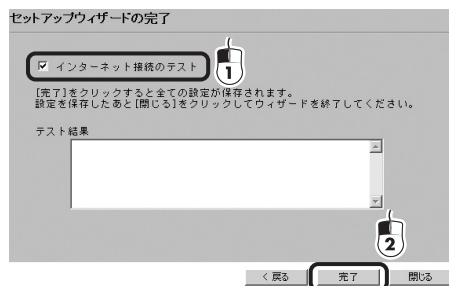 セットアップウィザードの完了
インターネット接続のテスト
1
[完了]をクリックすると全ての設定が保存されます。
設定を保存したあと[閉じる]をクリックしてウィザードを終了してください。
テスト結果
2
< 戻る 完了 閉じる